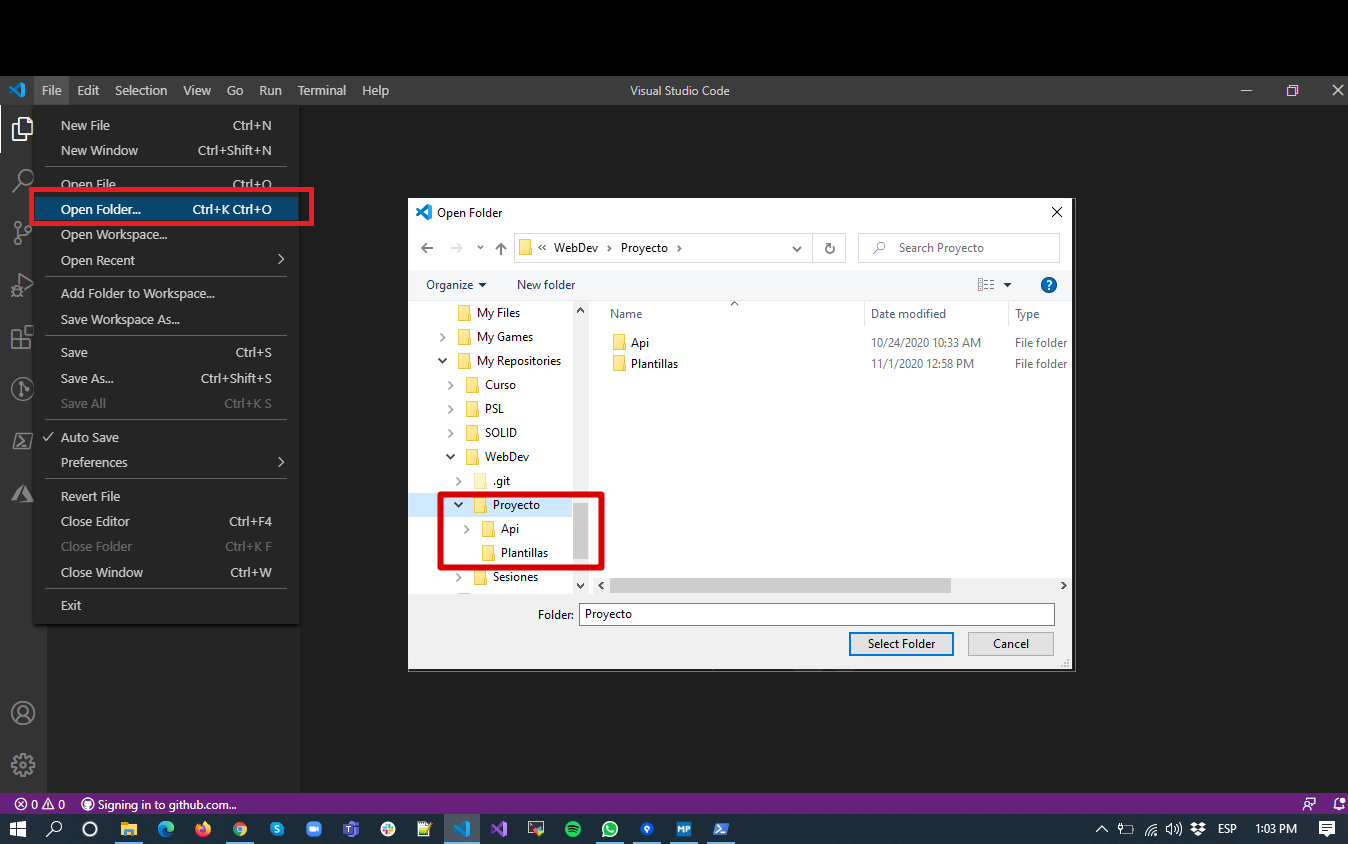 File Edit Selection View Go Run Terminal Help Visual Studio Code
New File Ctrl+N
New Window Ctrl+Shift+N
Open File... Ctrl+O
Open Folder... Ctrl+K Ctrl+O
Open Workspace...
Open Recent
Add Folder to Workspace...
Save Workspace As...
Save Ctrl+S
Save As... Ctrl+Shift+S
Save All Ctrl+K S
Auto Save
Preferences
Revert File
Close Editor Ctrl+F4
Close Folder Ctrl+K F
Close Window Ctrl+W
Exit
Open Folder
« WebDev › Proyecto ›
Search Proyecto
Organize New folder
?
My Files
My Games
My Repositories
Curso
PSL
SOLID
WebDev
.git
Proyecto
Api
Plantillas
Sesiones
Name Date modified Type
Api 10/24/2020 10:33 AM File folder
Plantillas 11/1/2020 12:58 PM File folder
Folder: Proyecto
Select Folder Cancel
0 0 Signing in to github.com...
MP ESP 1:03 PM